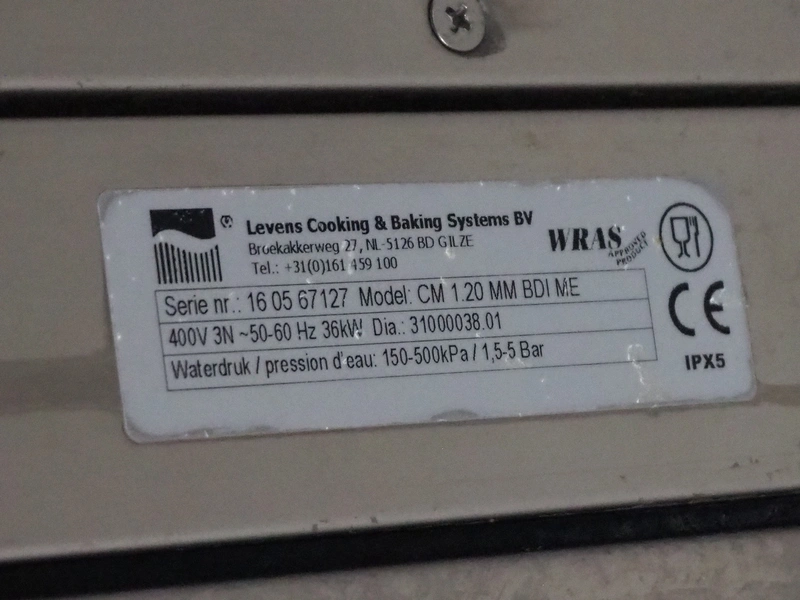 Levens Cooking & Baking Systems BV
Broekakkerweg 27, NL-5126 BD GILZE
Tel.: +31(0)161 459 100
WRAS APPROVED PRODUCT
Serie nr.: 16 05 67127 Model: CM 1.20 MM BDI ME
400V 3N ~50-60 Hz 36kW Dia.: 31000038.01
Waterdruk / pression d'eau: 150-500kPa / 1,5-5 Bar
CE
IPX5